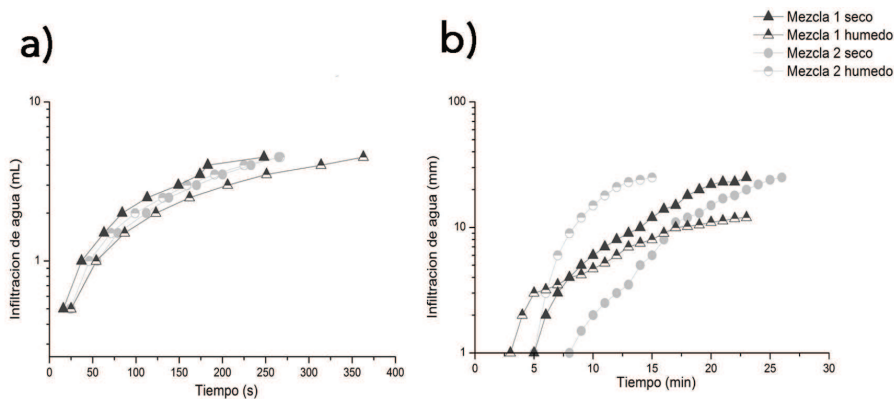 a)
b)
Mezcla 1 seco
Mezcla 1 humedo
Mezcla 2 seco
Mezcla 2 humedo
Infiltracion de agua (mL)
10
1
0
50
100
150
200
250
300
350
400
Tiempo (s)
Infiltracion de agua (mm)
100
10
1
0
5
10
15
20
25
30
Tiempo (min)